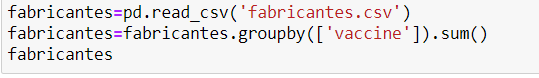 fabricantes=pd.read_csv('fabricantes.csv')
fabricantes=fabricantes.groupby(['vaccine']).sum()
fabricantes